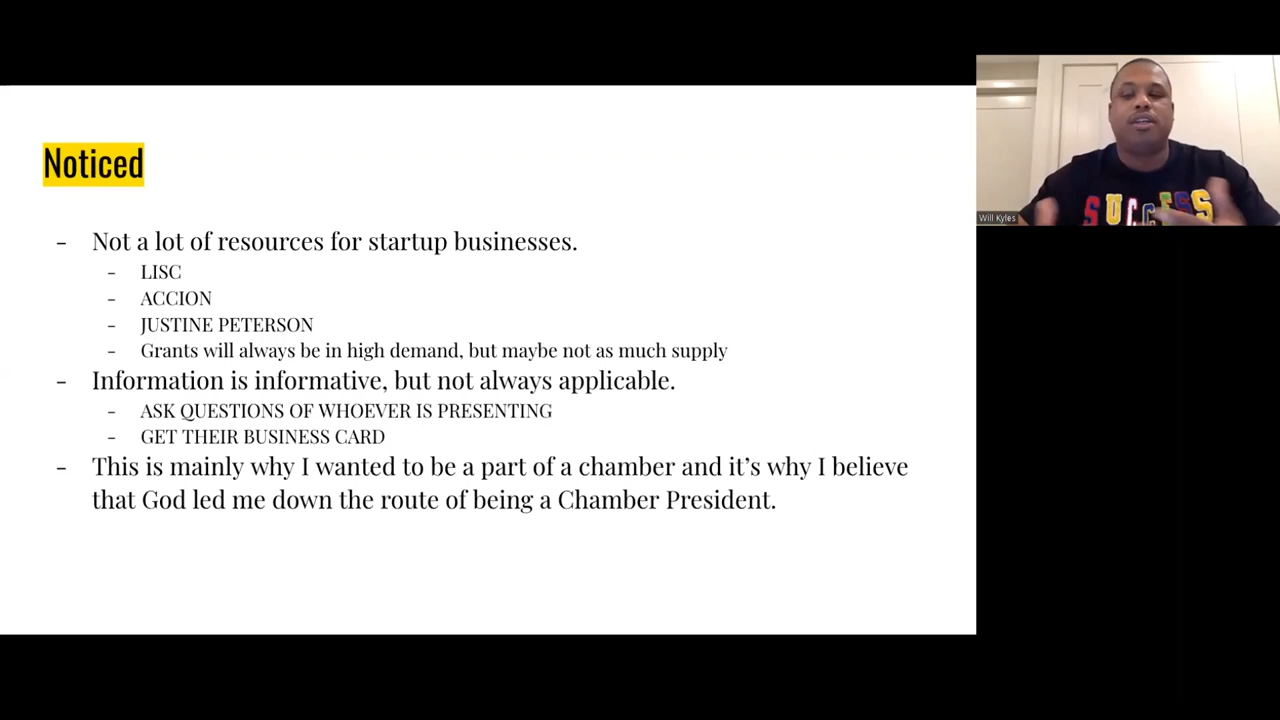 Noticed
- Not a lot of resources for startup businesses.
- LISC
- ACCION
- JUSTINE PETERSON
- Grants will always be in high demand, but maybe not as much supply
- Information is informative, but not always applicable.
- ASK QUESTIONS OF WHOEVER IS PRESENTING
- GET THEIR BUSINESS CARD
- This is mainly why I wanted to be a part of a chamber and it’s why I believe
that God led me down the route of being a Chamber President.
SUCCESS
Will Kyles